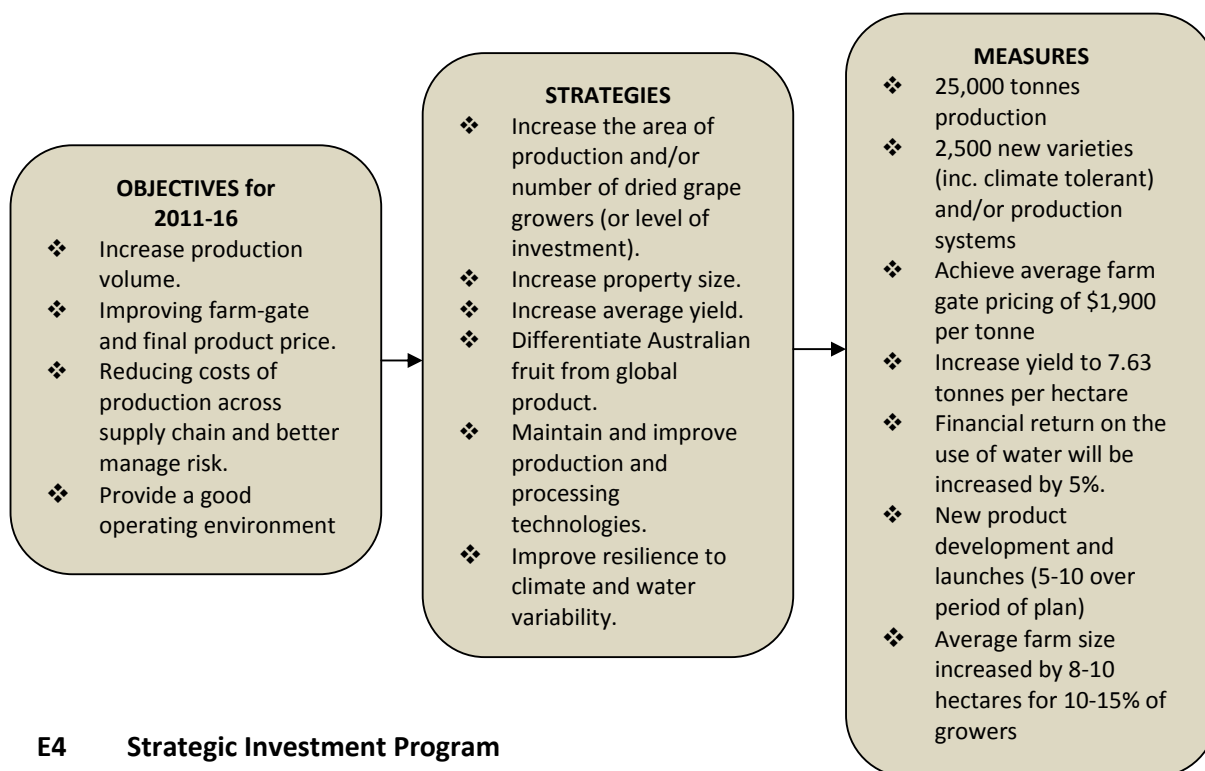 OBJECTIVES for
2011-16
❖ Increase production
volume.
❖ Improving farm-gate
and final product price.
❖ Reducing costs of
production across
supply chain and better
manage risk.
❖ Provide a good
operating environment
STRATEGIES
❖ Increase the area of
production and/or
number of dried grape
growers (or level of
investment).
❖ Increase property size.
❖ Increase average yield.
❖ Differentiate Australian
fruit from global
product.
❖ Maintain and improve
production and
processing
technologies.
❖ Improve resilience to
climate and water
variability.
MEASURES
❖ 25,000 tonnes
production
❖ 2,500 new varieties
(inc. climate tolerant)
and/or production
systems
❖ Achieve average farm
gate pricing of $1,900
per tonne
❖ Increase yield to 7.63
tonnes per hectare
❖ Financial return on the
use of water will be
increased by 5%.
❖ New product
development and
launches (5-10 over
period of plan)
❖ Average farm size
increased by 8-10
hectares for 10-15% of
growers
E4 Strategic Investment Program